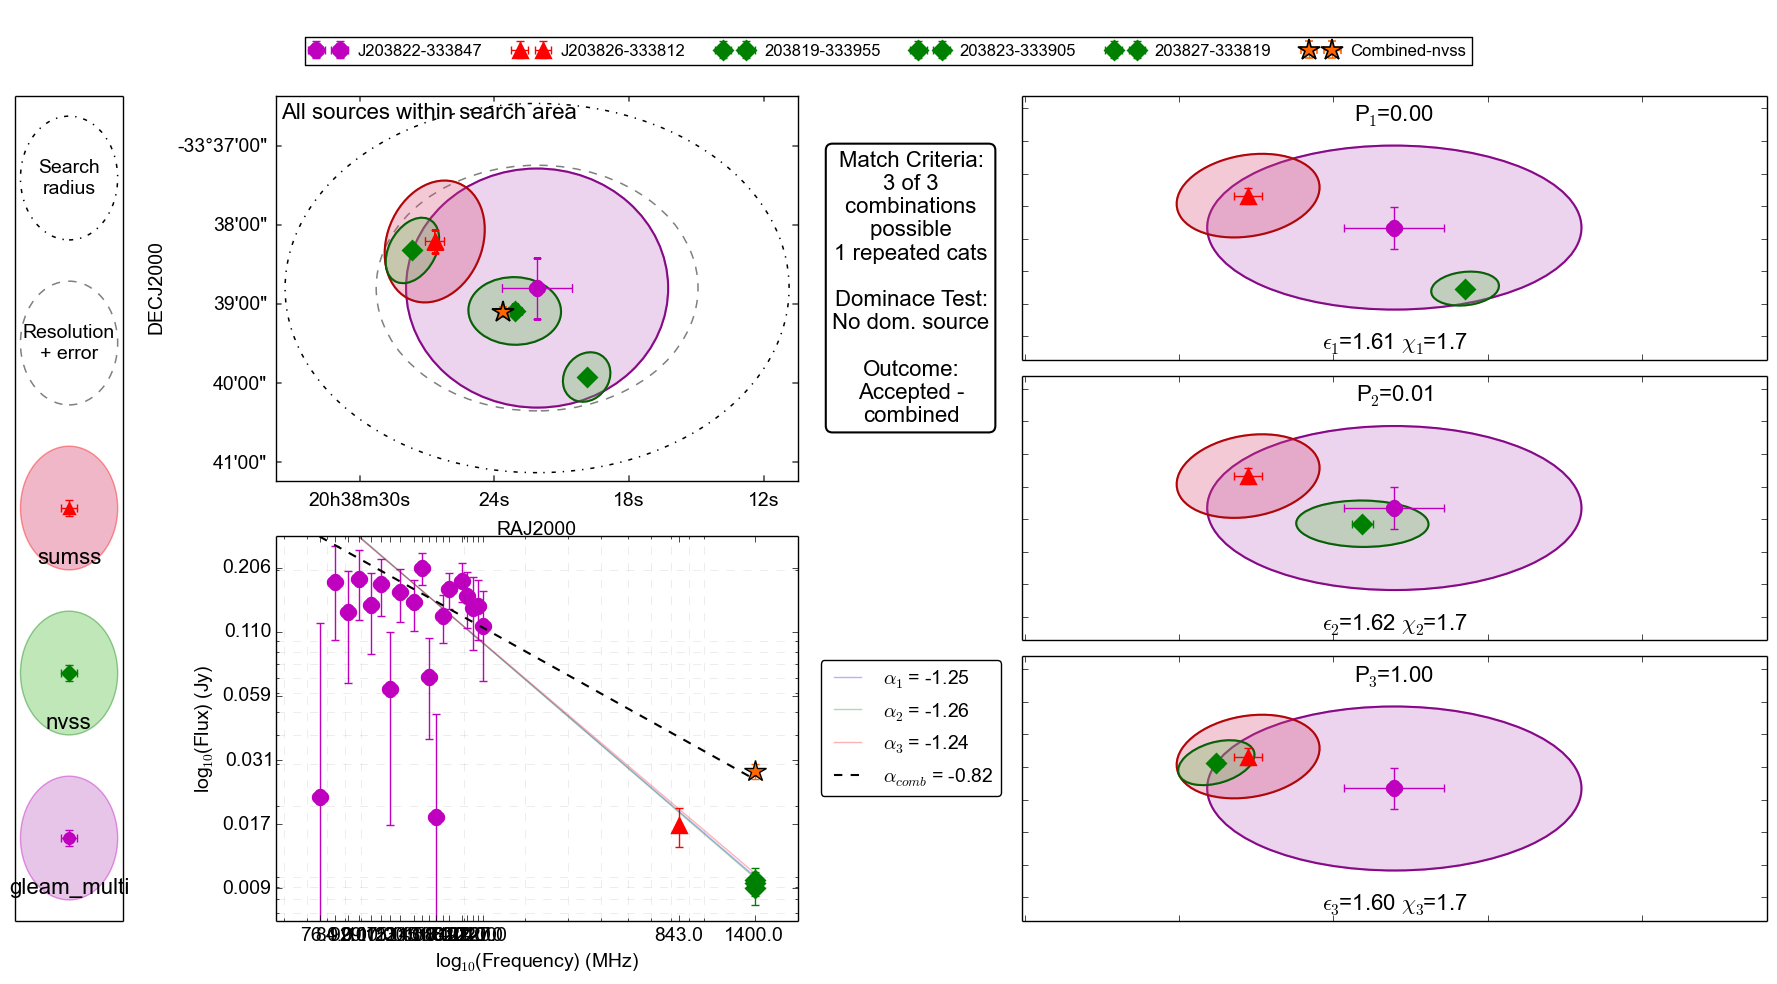 J203822-333847 J203826-333812 203819-333955 203823-333905 203827-333819 Combined-nvss
Search
radius
Resolution
+ error
sumss
nvss
gleam_multi
All sources within search area
-33°37'00"
38'00"
39'00"
40'00"
41'00"
DECJ2000
20h38m30s 24s 18s 12s
RAJ2000
Match Criteria:
3 of 3
combinations
possible
1 repeated cats
Dominace Test:
No dom. source
Outcome:
Accepted -
combined
0.206
0.110
0.059
0.031
0.017
0.009
log10(Flux) (Jy)
843.0 1400.0
log10(Frequency) (MHz)
α1 = -1.25
α2 = -1.26
α3 = -1.24
αcomb = -0.82
P1=0.00
ϵ1=1.61 χ1=1.7
P2=0.01
ϵ2=1.62 χ2=1.7
P3=1.00
ϵ3=1.60 χ3=1.7